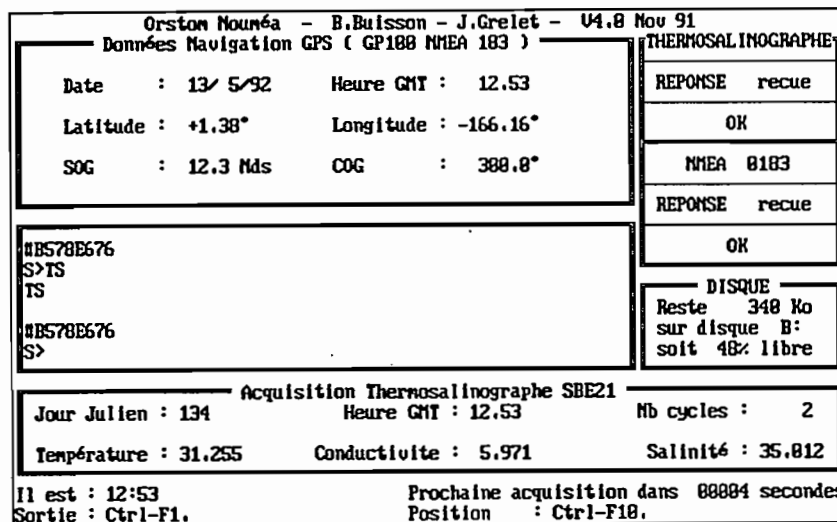 Orstom Nouméa - B.Buisson - J.Grelet - V4.0 Nov 91
Données Navigation GPS ( GP100 NMEA 183 )
Date : 13/ 5/92 Heure GMT : 12.53
Latitude : +1.38° Longitude : -166.16°
SOG : 12.3 Nds COG : 300.0°
THERMOSALINOGRAPHE
REPONSE recue
OK
NMEA 0183
REPONSE recue
OK
#B578E676
S>TS
TS
#B578E676
S>
DISQUE
Reste 340 Ko
sur disque B:
soit 48% libre
Acquisition Thermosalinographe SBE21
Jour Julien : 134 Heure GMT : 12.53 Nb cycles : 2
Température : 31.255 Conductivite : 5.971 Salinité : 35.012
Il est : 12:53 Prochaine acquisition dans 00004 secondes
Sortie : Ctrl-F1. Position : Ctrl-F10.